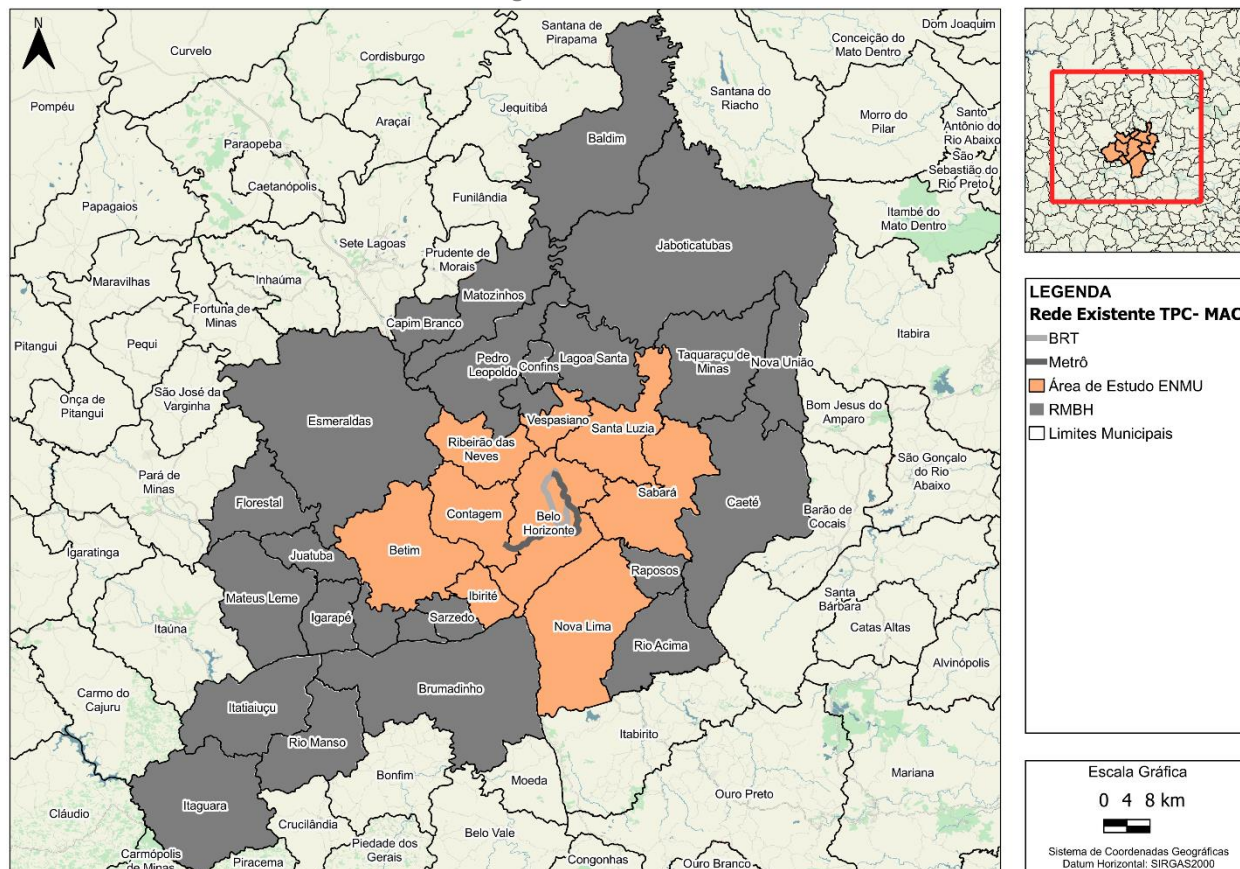 N
Santana de
Pirapama
Dom Joaquim
Conceição do
Mato Dentro
Curvelo
Cordisburgo
Pompéu
Jequitibá
Santana do
Riacho
Morro do
Pilar
Santo
Antônio do
Rio Abaixo
São
Sebastião do
Rio Preto
Araçaí
Baldim
Paraopeba
Caetanópolis
Funilândia
Papagaios
Itambé do
Mato Dentro
Sete Lagoas
Jaboticatubas
Prudente de
Morais
Maravilhas
Inhaúma
Matozinhos
Fortuna de
Minas
Capim Branco
Itabira
Pitangui
Pequi
Pedro
Leopoldo
Confins
Lagoa Santa
Taquaraçu de
Minas
Nova União
Onça de
Pitangui
São José da
Varginha
Esmeraldas
Vespasiano
Santa Luzia
Bom Jesus do
Amparo
Ribeirão das
Neves
São Gonçalo
do Rio
Abaixo
Pará de
Minas
Florestal
Contagem
Belo
Horizonte
Sabará
Caeté
Barão de
Cocais
Igaratinga
Juatuba
Betim
Raposos
Mateus Leme
Igarapé
Sarzedo
Ibirité
Nova Lima
Santa
Bárbara
Itaúna
Rio Acima
Catas Altas
Alvinópolis
Carmo do
Cajuru
Itatiaiuçu
Brumadinho
Rio Manso
Itabirito
Bonfim
Moeda
Mariana
Itaguara
Ouro Preto
Cláudio
Crucilândia
Belo Vale
Carmópolis
de Minas
Piracema
Piedade dos
Gerais
Congonhas
Ouro Branco
LEGENDA
Rede Existente TPC- MAC
BRT
Metrô
Área de Estudo ENMU
RMBH
Limites Municipais
Escala Gráfica
0 4 8 km
Sistema de Coordenadas Geográficas
Datum Horizontal: SIRGAS2000